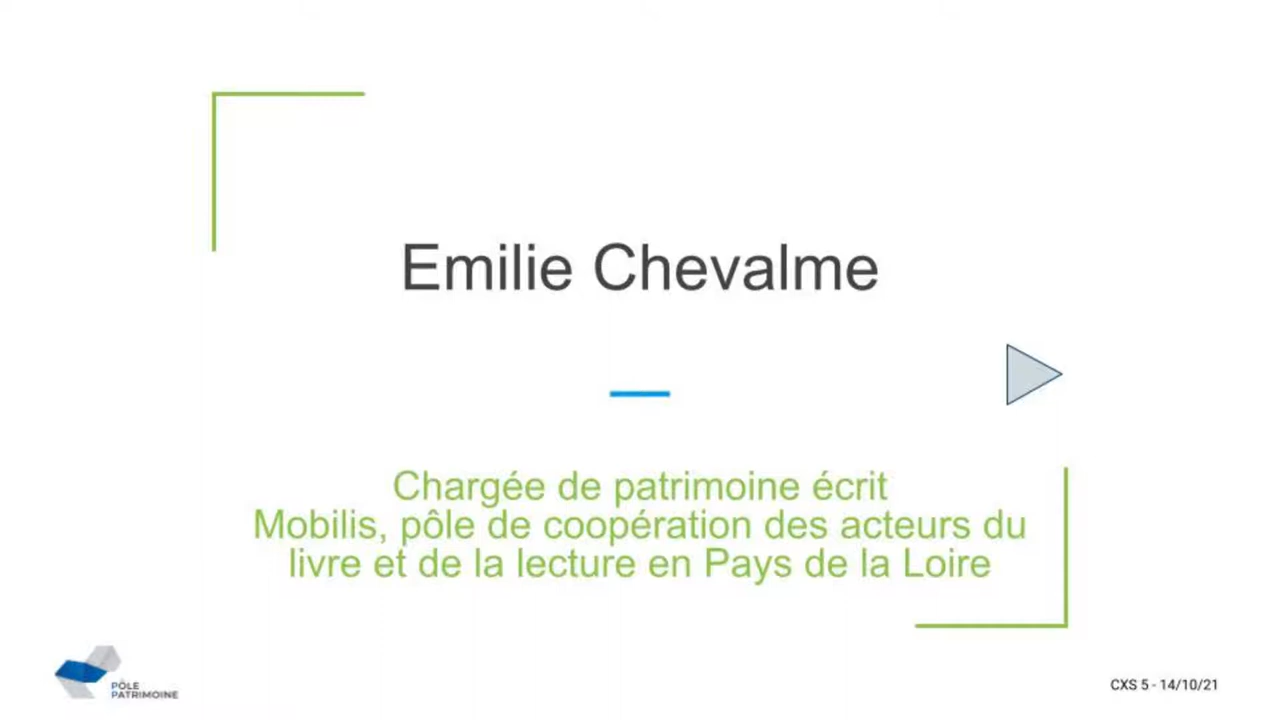 Emilie Chevalme
Chargée de patrimoine écrit
Mobilis, pôle de coopération des acteurs du
livre et de la lecture en Pays de la Loire
PÔLE
PATRIMOINE
CXS 5 - 14/10/21